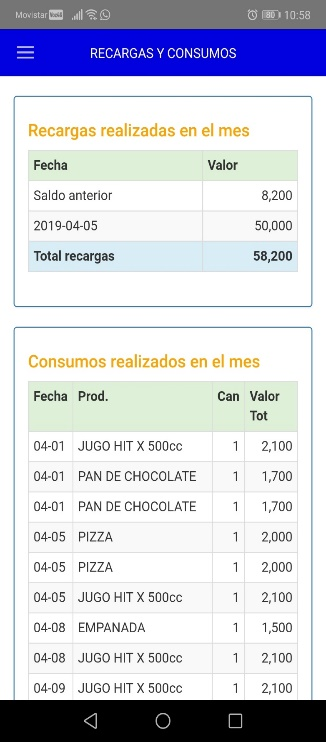 Movistar VoLTE 80 10:58
RECARGAS Y CONSUMOS
Recargas realizadas en el mes
Fecha Valor
Saldo anterior 8,200
2019-04-05 50,000
Total recargas 58,200
Consumos realizados en el mes
Fecha Prod. Can Valor
Tot
04-01 JUGO HIT X 500cc 1 2,100
04-01 PAN DE CHOCOLATE 1 1,700
04-01 PAN DE CHOCOLATE 1 1,700
04-05 PIZZA 1 2,000
04-05 PIZZA 1 2,000
04-05 JUGO HIT X 500cc 1 2,100
04-08 EMPANADA 1 1,500
04-08 JUGO HIT X 500cc 1 2,100
04-09 JUGO HIT X 500cc 1 2,100